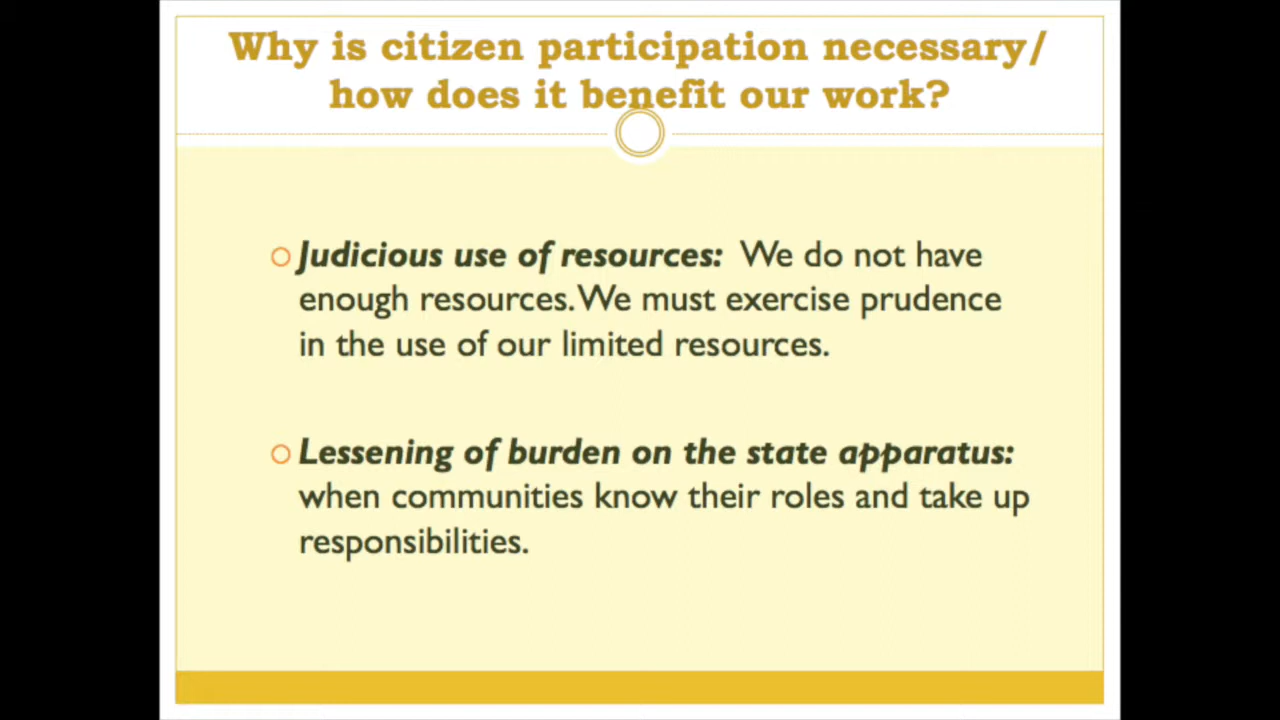 Why is citizen participation necessary/
how does it benefit our work?
Judicious use of resources: We do not have
enough resources. We must exercise prudence
in the use of our limited resources.
Lessening of burden on the state apparatus:
when communities know their roles and take up
responsibilities.